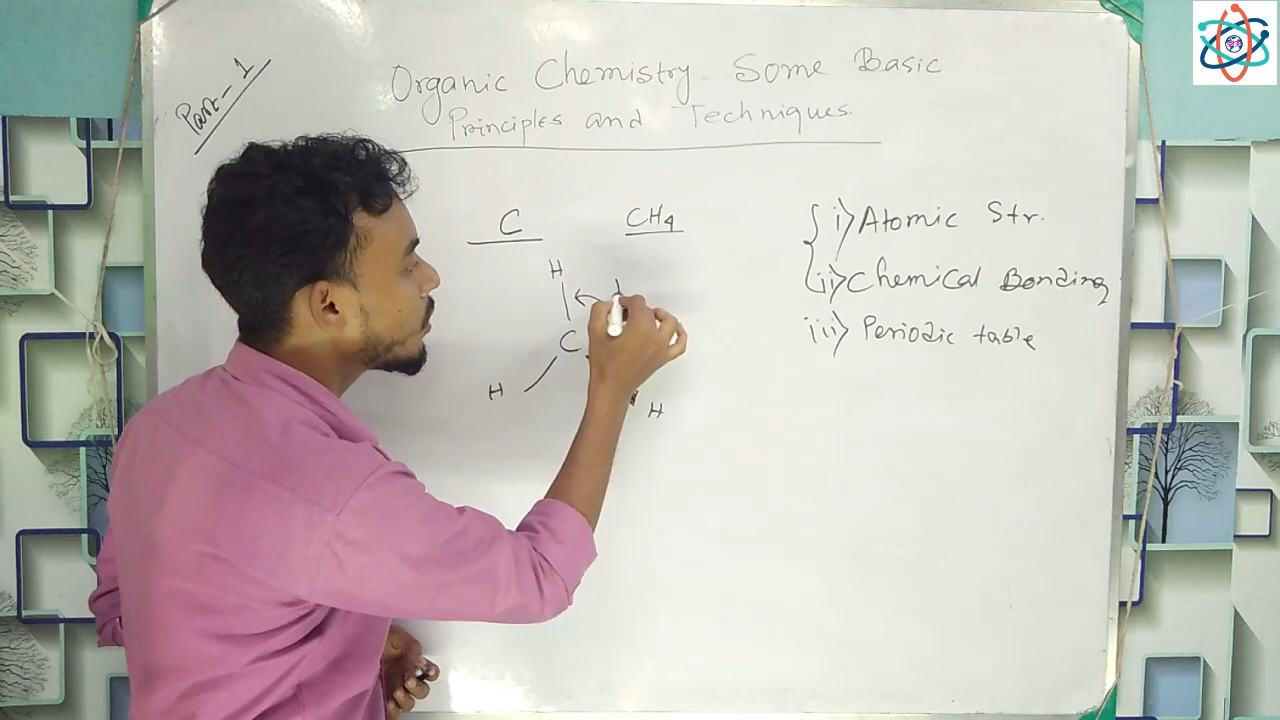 Part-1
Organic Chemistry - Some Basic
Principles and Techniques.
C
CH4
H
C
H
H
i) Atomic Str.
ii) Chemical Bonding
iii) Periodic table